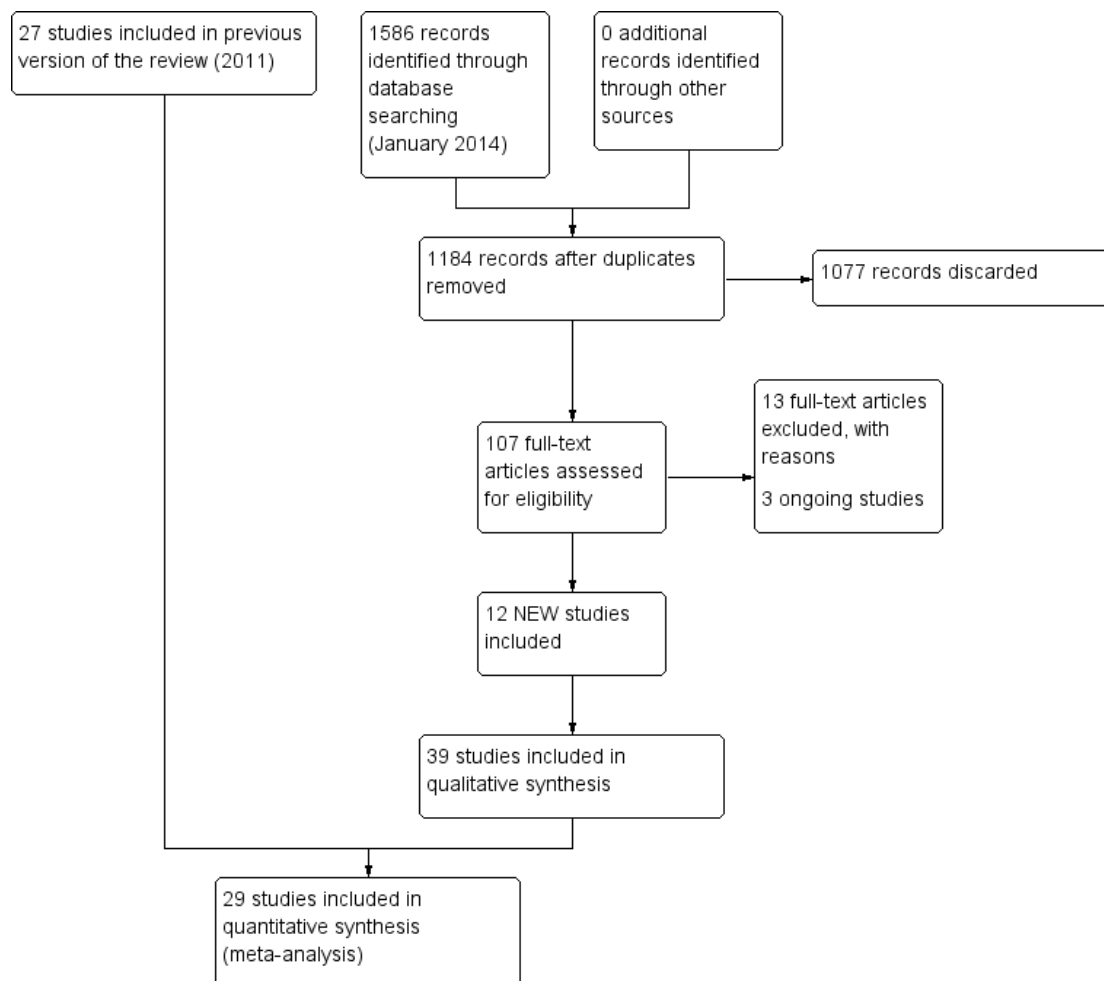 27 studies included in previous
version of the review (2011)
1586 records
identified through
database
searching
(January 2014)
0 additional
records identified
through other
sources
1184 records after duplicates
removed
1077 records discarded
107 full-text
articles assessed
for eligibility
13 full-text articles
excluded, with
reasons
3 ongoing studies
12 NEW studies
included
39 studies included in
qualitative synthesis
29 studies included in
quantitative synthesis
(meta-analysis)